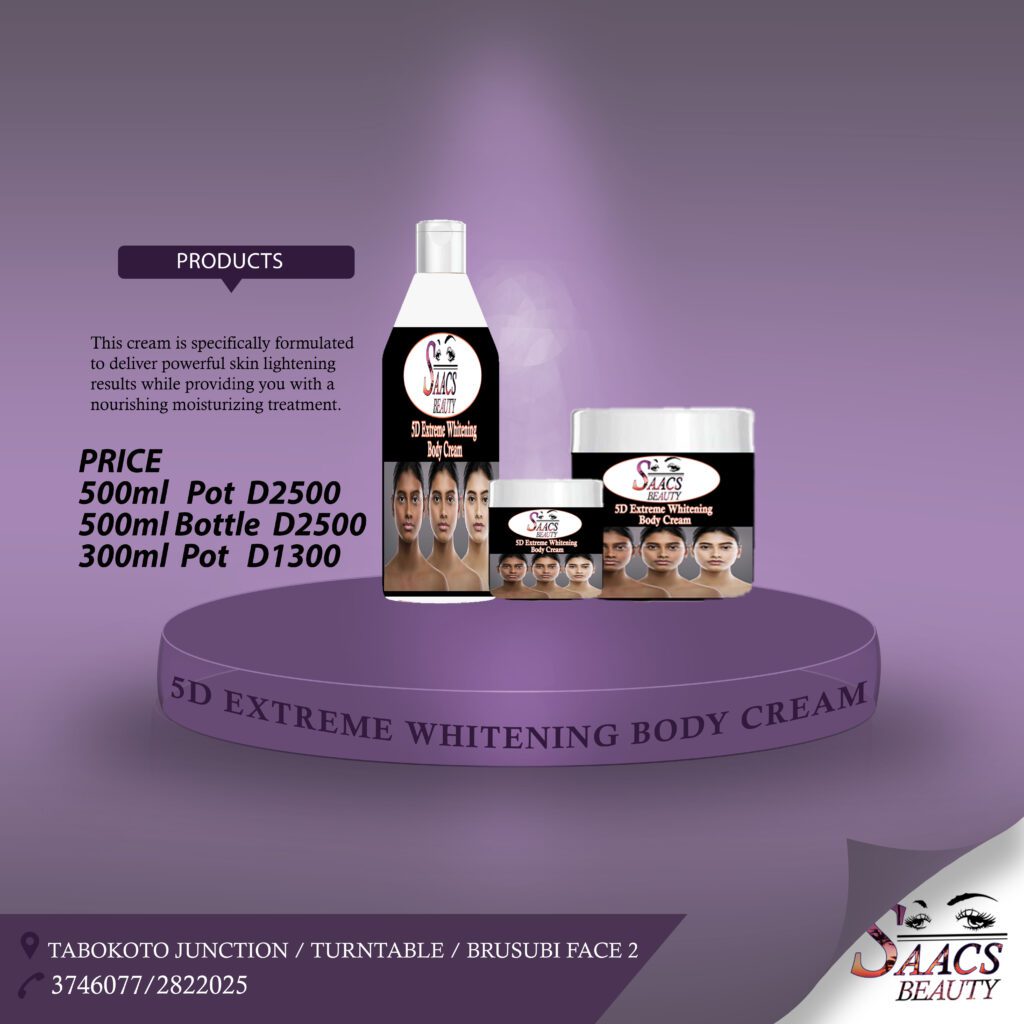 PRODUCTS
This cream is specifically formulated
to deliver powerful skin lightening
results while providing you with a
nourishing moisturizing treatment.
PRICE
500ml Pot D2500
500ml Bottle D2500
300ml Pot D1300
SAACS
BEAUTY
5D Extreme Whitening
Body Cream
SAACS
BEAUTY
5D Extreme Whitening
Body Cream
SAACS
BEAUTY
5D Extreme Whitening
Body Cream
5D EXTREME WHITENING BODY CREAM
TABOKOTO JUNCTION / TURNTABLE / BRUSUBI FACE 2
3746077/2822025
SAACS
BEAUTY